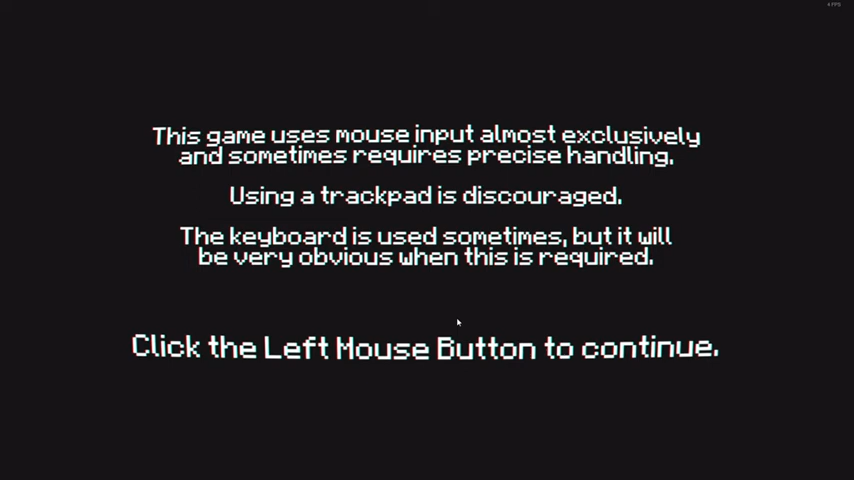 4 FPS
This game uses mouse input almost exclusively
and sometimes requires precise handling.
Using a trackpad is discouraged.
The keyboard is used sometimes, but it will
be very obvious when this is required.
Click the Left Mouse Button to continue.